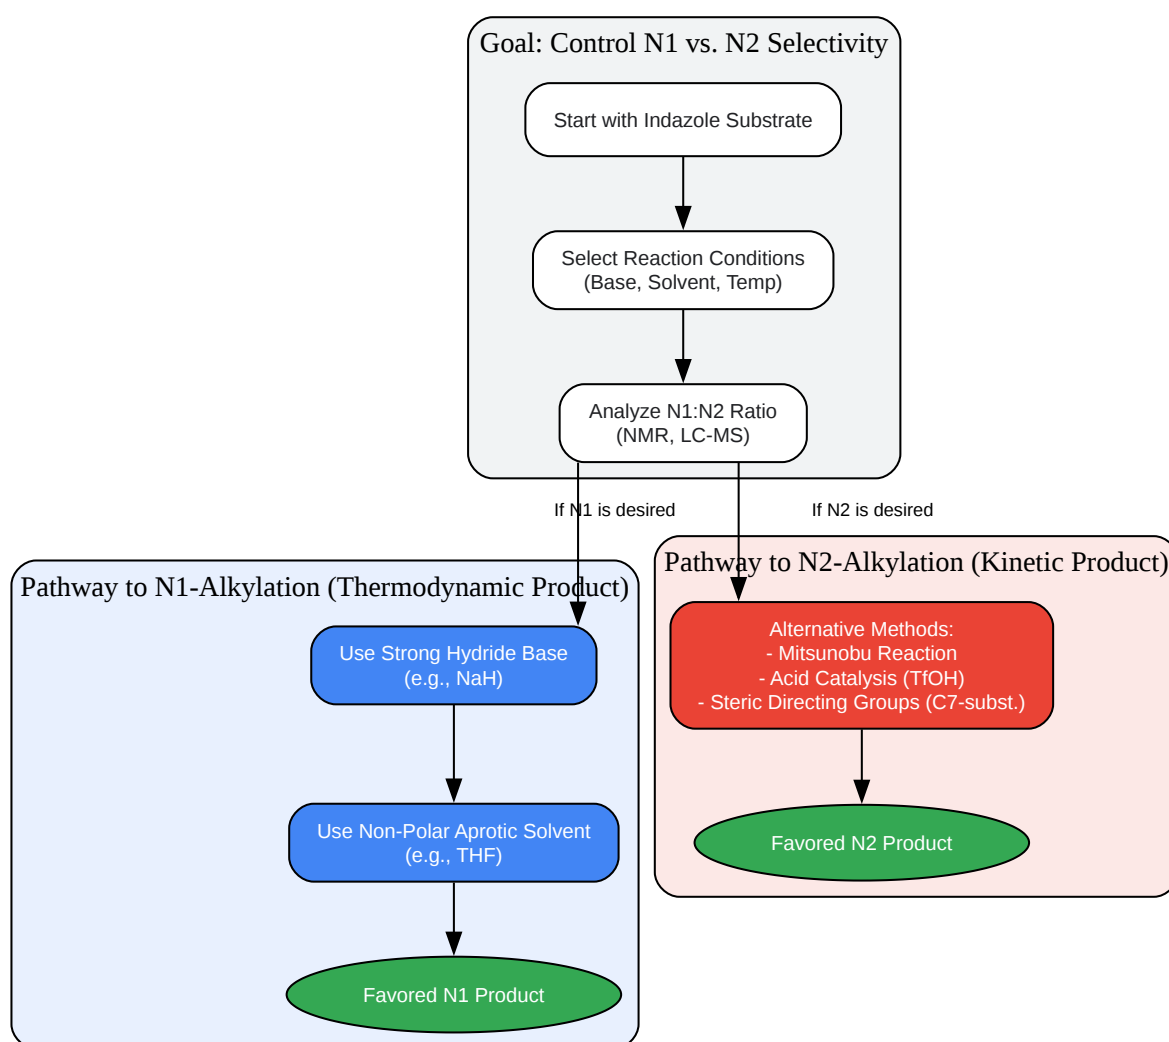 Goal: Control N1 vs. N2 Selectivity
Start with Indazole Substrate
Select Reaction Conditions
(Base, Solvent, Temp)
Analyze N1:N2 Ratio
(NMR, LC-MS)
If N1 is desired
If N2 is desired
Pathway to N1-Alkylation (Thermodynamic Product)
Use Strong Hydride Base
(e.g., NaH)
Use Non-Polar Aprotic Solvent
(e.g., THF)
Favored N1 Product
Pathway to N2-Alkylation (Kinetic Product)
Alternative Methods:
- Mitsunobu Reaction
- Acid Catalysis (TfOH)
- Steric Directing Groups (C7-subst.)
Favored N2 Product